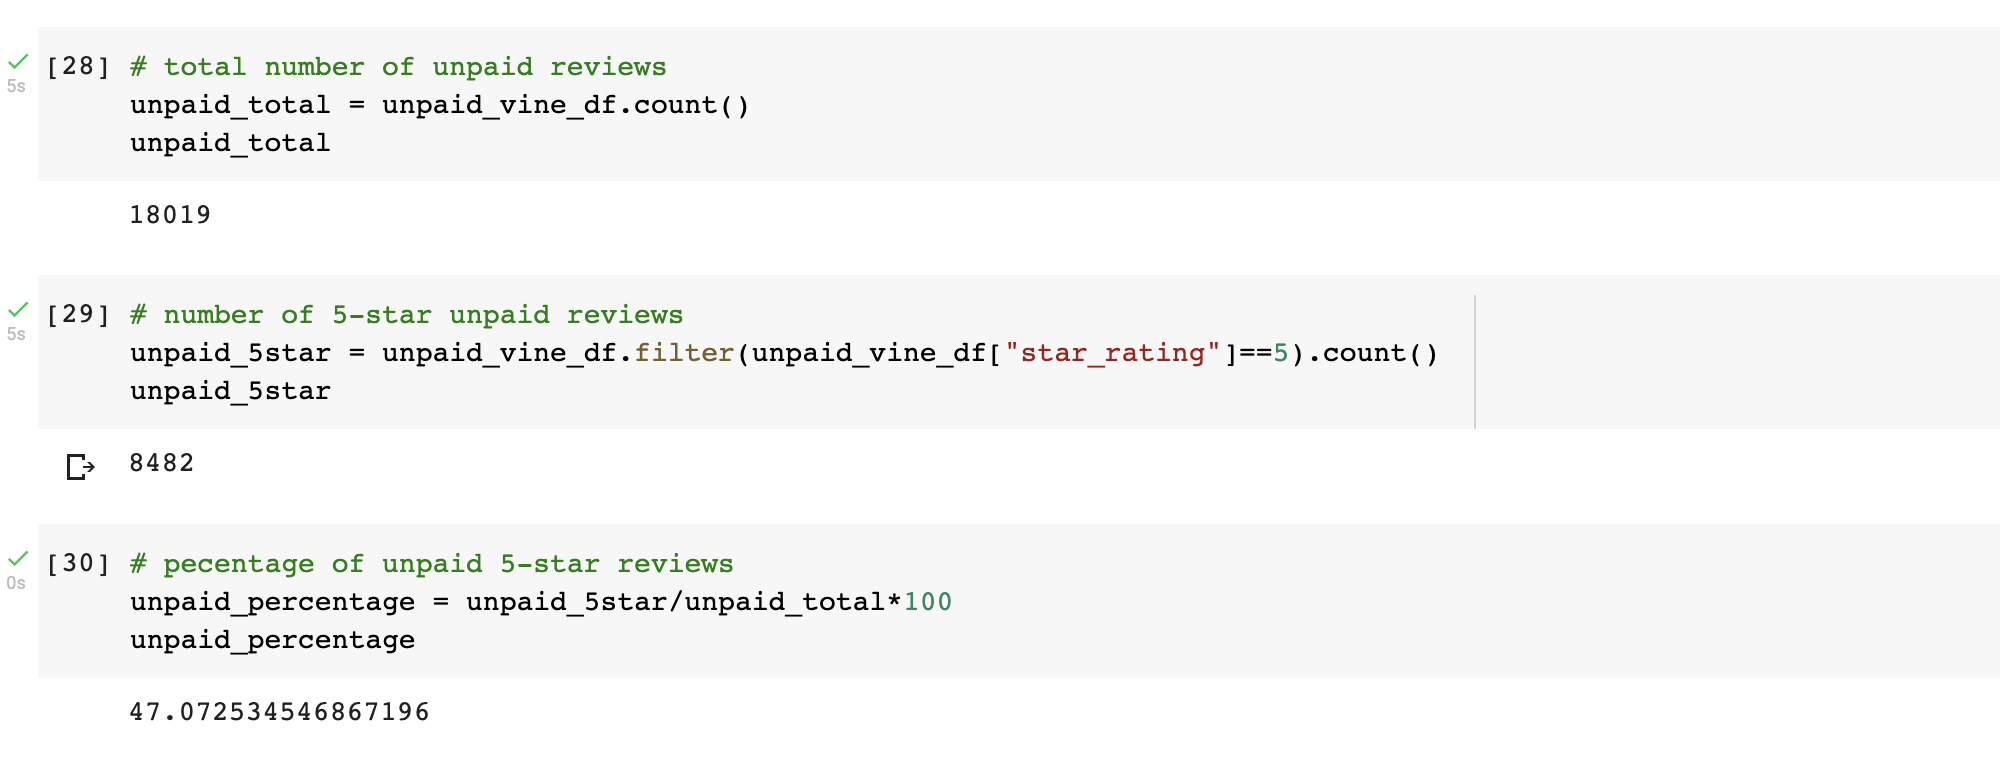 [28] # total number of unpaid reviews
5s
unpaid_total = unpaid_vine_df.count()
unpaid_total
18019
[29] # number of 5-star unpaid reviews
5s
unpaid_5star = unpaid_vine_df.filter(unpaid_vine_df["star_rating"]==5).count()
unpaid_5star
8482
[30] # pecentage of unpaid 5-star reviews
0s
unpaid_percentage = unpaid_5star/unpaid_total*100
unpaid_percentage
47.072534546867196